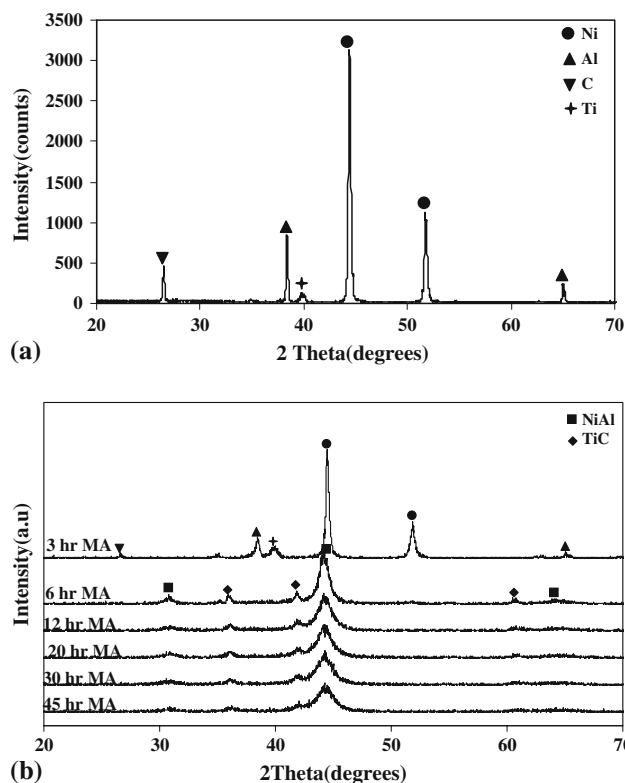 3500
3000
2500
2000
1500
1000
500
0
Intensity(counts)
Ni
Al
C
Ti
20 30 40 50 60 70
2 Theta(degrees)
(a)
NiAl
TiC
Intensity(a.u)
3 hr MA
6 hr MA
12 hr MA
20 hr MA
30 hr MA
45 hr MA
20 30 40 50 60 70
2Theta(degrees)
(b)